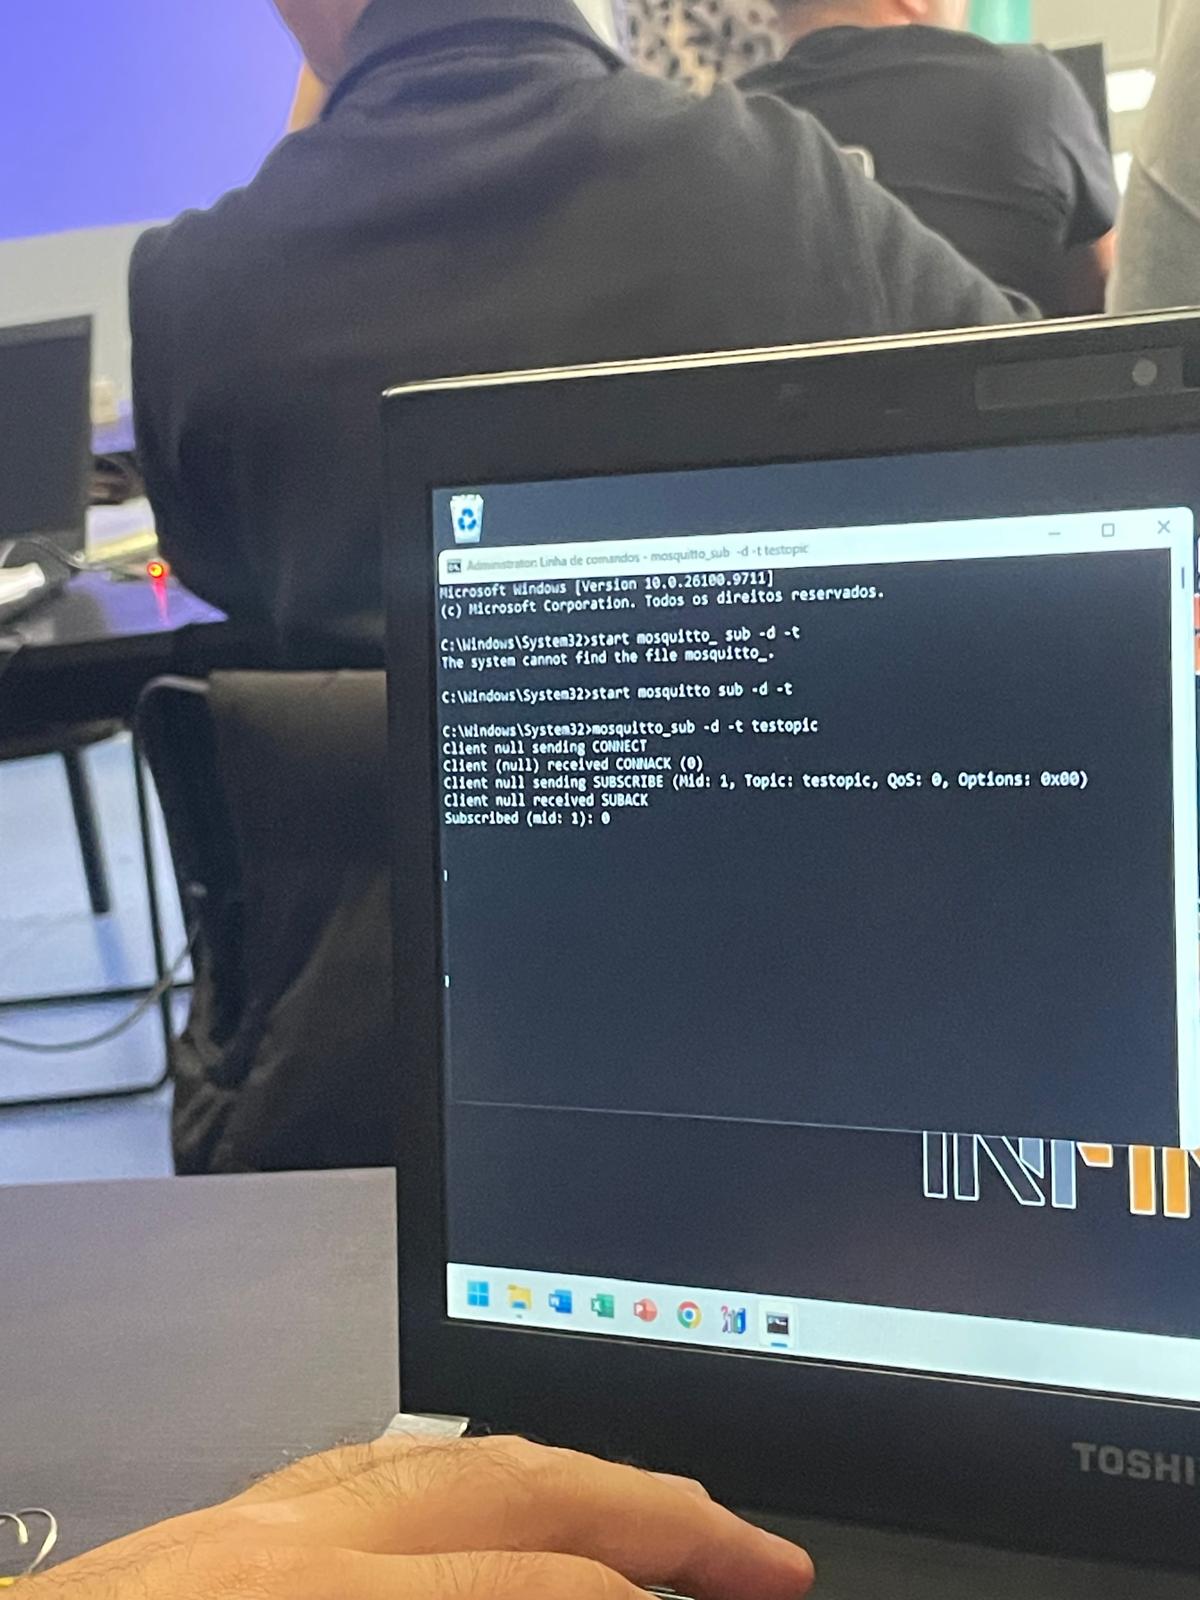 Administrator: Linha de comandos - mosquitto_sub -d -t testopic
Microsoft Windows [Version 10.0.26100.9711]
(c) Microsoft Corporation. Todos os direitos reservados.
C:\Windows\System32>start mosquitto_ sub -d -t
The system cannot find the file mosquitto_.
C:\Windows\System32>start mosquitto sub -d -t
C:\Windows\System32>mosquitto_sub -d -t testopic
Client null sending CONNECT
Client (null) received CONNACK (0)
Client null sending SUBSCRIBE (Mid: 1, Topic: testopic, QoS: 0, Options: 0x00)
Client null received SUBACK
Subscribed (mid: 1): 0
TOSHI